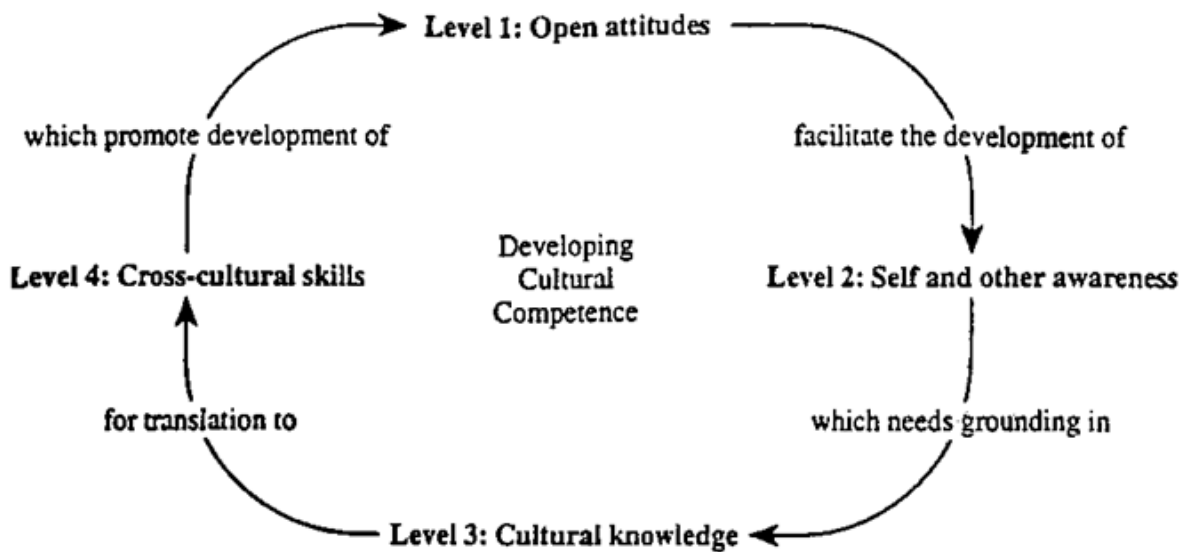 Level 1: Open attitudes
which promote development of
facilitate the development of
Developing
Cultural
Competence
Level 4: Cross-cultural skills
Level 2: Self and other awareness
for translation to
which needs grounding in
Level 3: Cultural knowledge